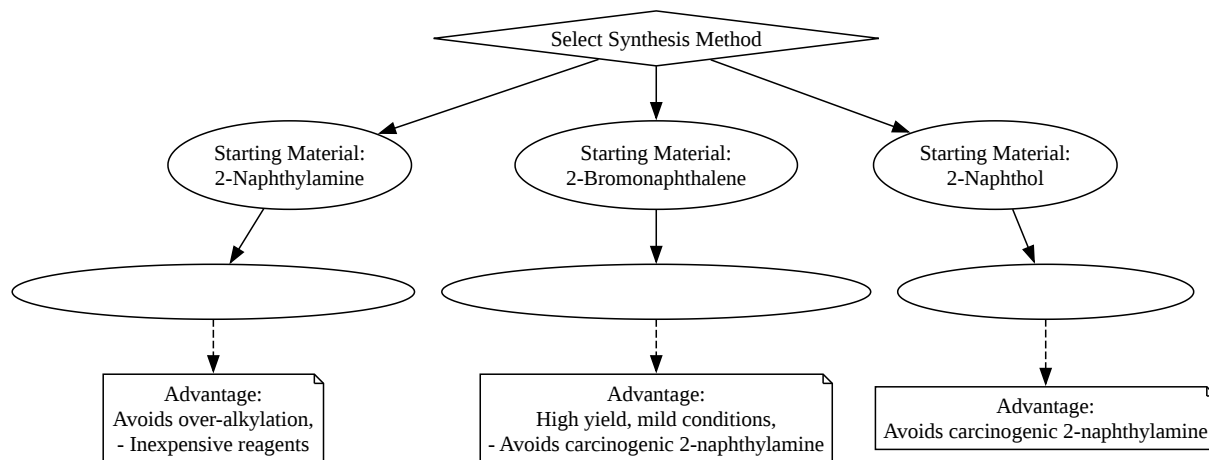 Select Synthesis Method
Starting Material:
2-Naphthylamine
Starting Material:
2-Bromonaphthalene
Starting Material:
2-Naphthol
Advantage:
Avoids over-alkylation,
- Inexpensive reagents
Advantage:
High yield, mild conditions,
- Avoids carcinogenic 2-naphthylamine
Advantage:
Avoids carcinogenic 2-naphthylamine